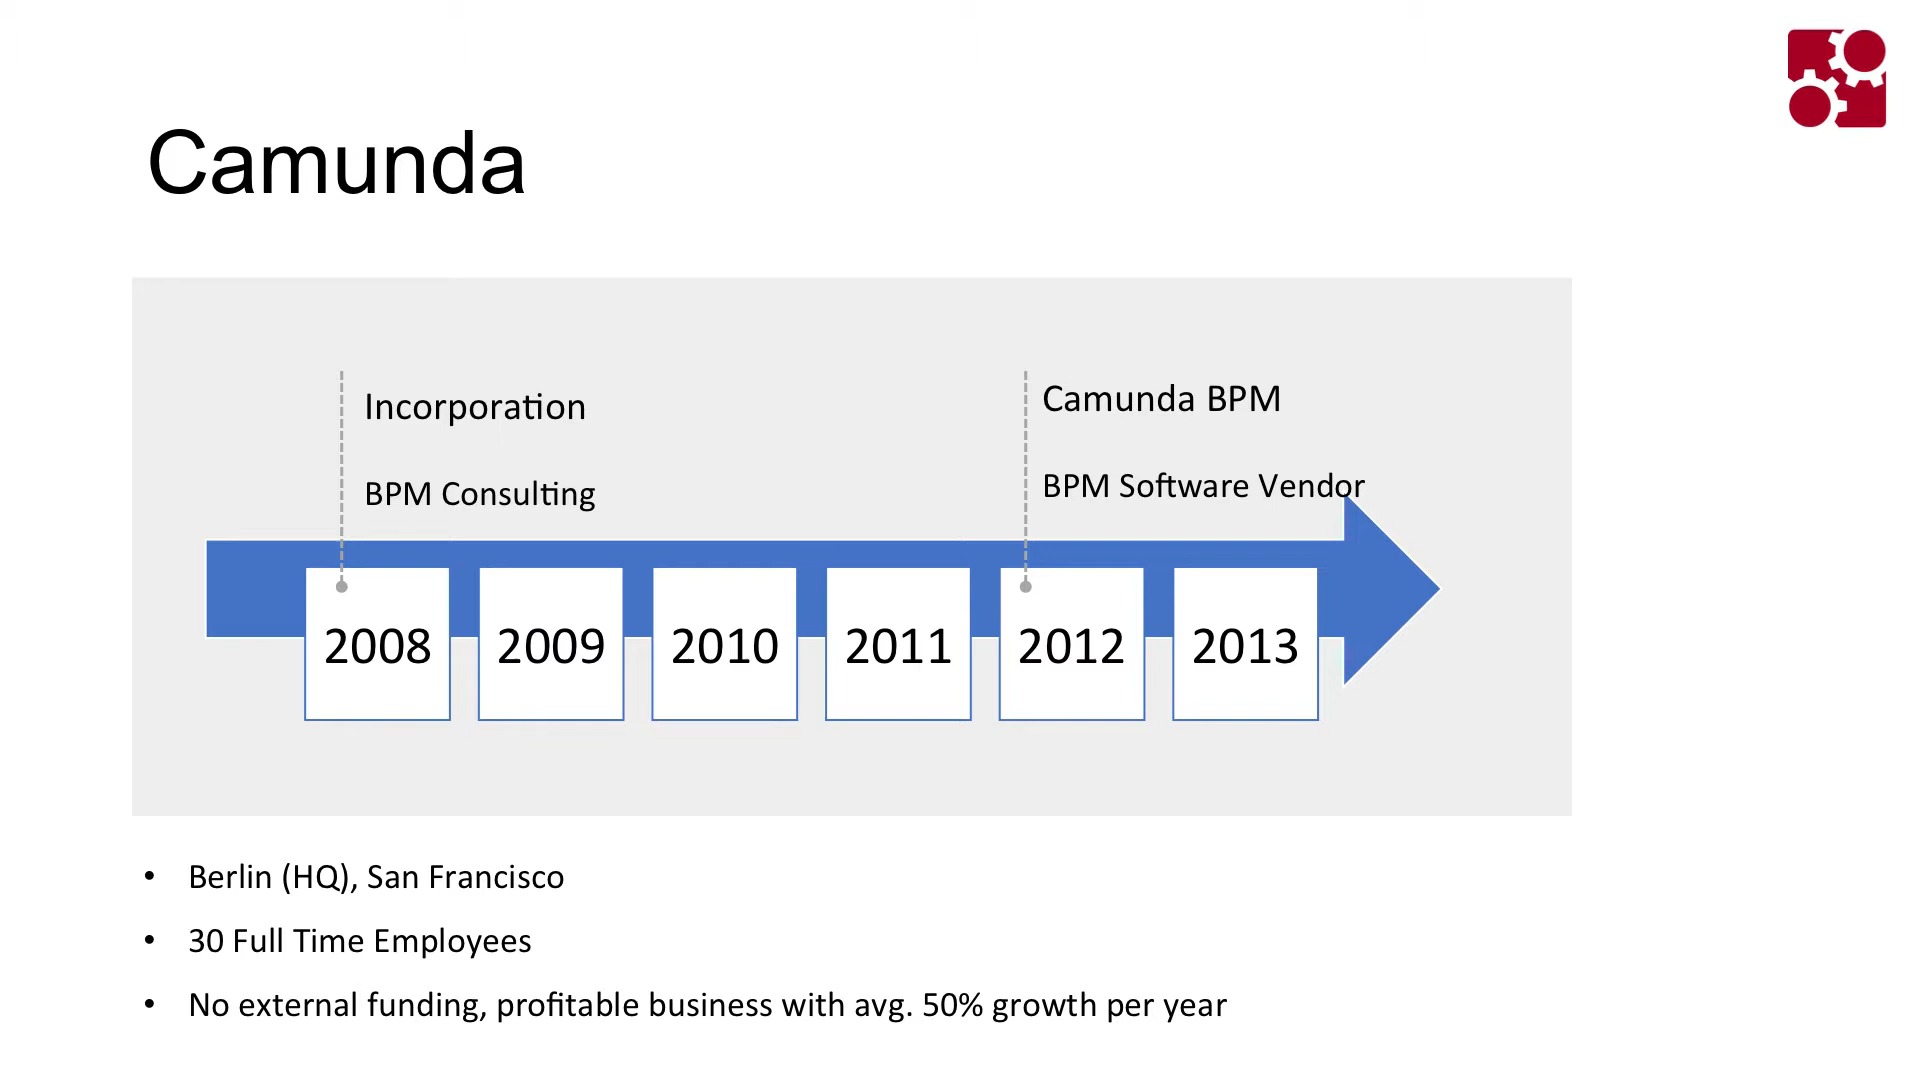 Camunda
Incorporation
BPM Consulting
Camunda BPM
BPM Software Vendor
2008
2009
2010
2011
2012
2013
• Berlin (HQ), San Francisco
• 30 Full Time Employees
• No external funding, profitable business with avg. 50% growth per year